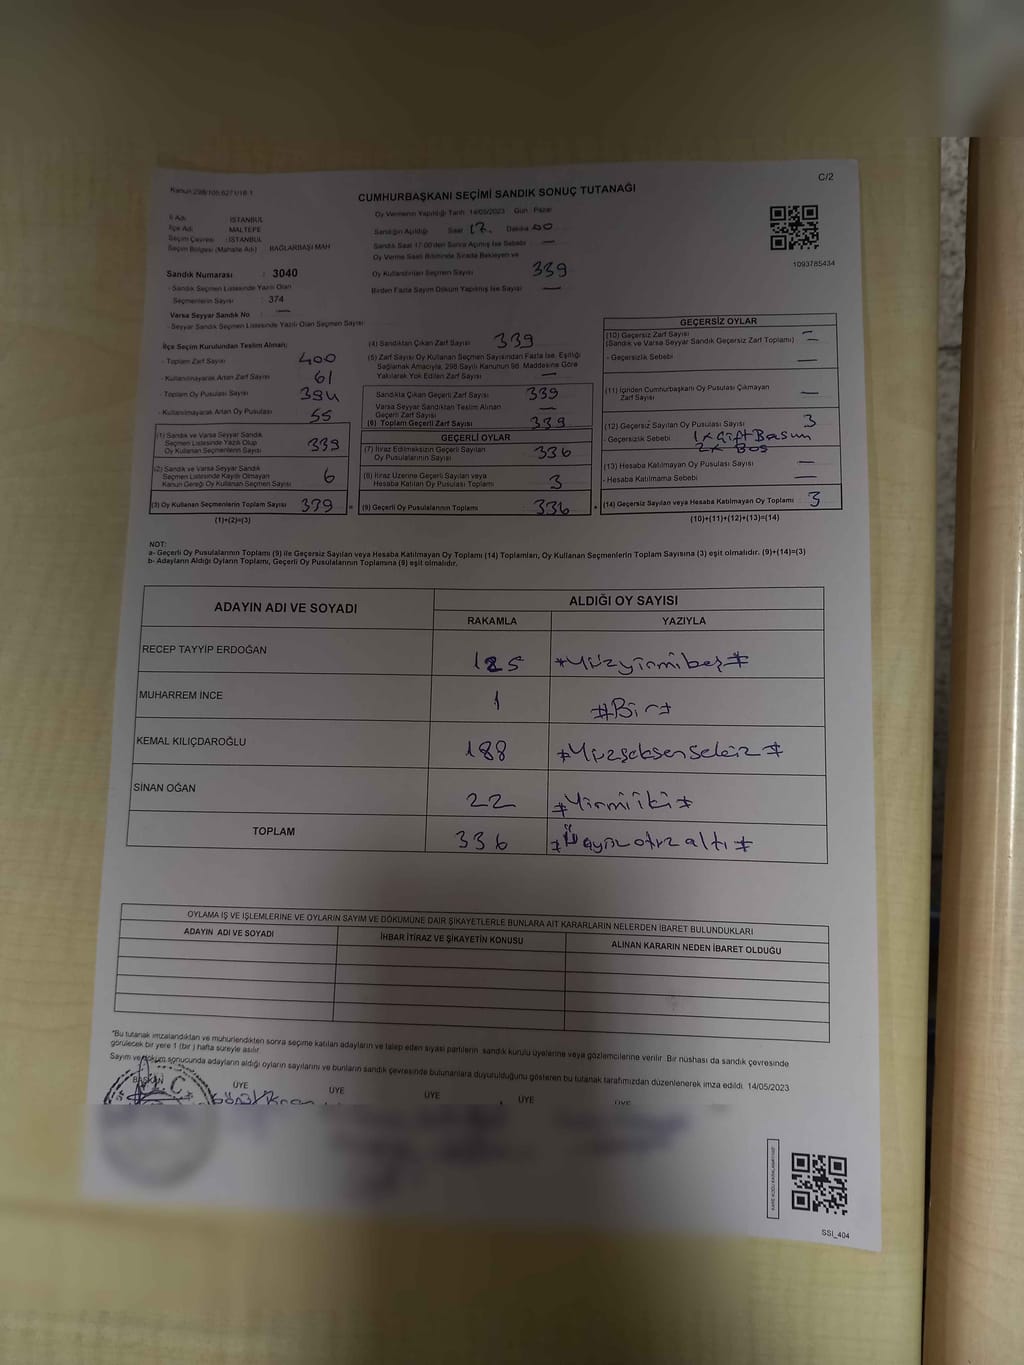 Kanun 298/105 6271/18-1
C/2
CUMHURBAŞKANI SEÇİMİ SANDIK SONUÇ TUTANAĞI
İl Adı : İSTANBUL
İlçe Adı : MALTEPE
Seçim Çevresi : İSTANBUL
Seçim Bölgesi (Mahalle Adı) : BAĞLARBAŞI MAH
Sandık Numarası : 3040
- Sandık Seçmen Listesinde Yazılı Olan
Seçmenlerin Sayısı : 374
Varsa Seyyar Sandık No —
- Seyyar Sandık Seçmen Listesinde Yazılı Olan Seçmen Sayısı
Oy Vermenin Yapıldığı Tarih : 14/05/2023 Gün : Pazar
Sandığın Açıldığı Saat 17. Dakika 00
Sandık Saat 17:00'den Sonra Açılmış İse Sebebi —
Oy Verme Saati Bitiminde Sırada Bekleyen ve
Oy Kullandırılan Seçmen Sayısı 339
Birden Fazla Sayım Döküm Yapılmış İse Sayısı —
1093785434
İlçe Seçim Kurulundan Teslim Alınan;
- Toplam Zarf Sayısı 400
- Kullanılmayarak Artan Zarf Sayısı 61
- Toplam Oy Pusulası Sayısı 394
- Kullanılmayarak Artan Oy Pusulası 55
(1) Sandık ve Varsa Seyyar Sandık
Seçmen Listesinde Yazılı Olup
Oy Kullanan Seçmenlerin Sayısı 333
(2) Sandık ve Varsa Seyyar Sandık
Seçmen Listesinde Kayıtlı Olmayan
Kanun Gereği Oy Kullanan Seçmen Sayısı 6
(3) Oy Kullanan Seçmenlerin Toplam Sayısı 339 =
(1)+(2)=(3)
(4) Sandıktan Çıkan Zarf Sayısı 339
(5) Zarf Sayısı Oy Kullanan Seçmen Sayısından Fazla İse, Eşitliği
Sağlamak Amacıyla, 298 Sayılı Kanunun 98. Maddesine Göre
Yakılarak Yok Edilen Zarf Sayısı —
Sandıkta Çıkan Geçerli Zarf Sayısı 339
Varsa Seyyar Sandıktan Teslim Alınan
Geçerli Zarf Sayısı —
(6) Toplam Geçerli Zarf Sayısı 339
GEÇERLİ OYLAR
(7) İtiraz Edilmeksizin Geçerli Sayılan
Oy Pusulasının Sayısı 336
(8) İtiraz Üzerine Geçerli Sayılan veya
Hesaba Katılan Oy Pusulası Toplamı 3
(9) Geçerli Oy Pusulalarının Toplamı 336 +
GEÇERSİZ OYLAR
(10) Geçersiz Zarf Sayısı —
(Sandık ve Varsa Seyyar Sandık Geçersiz Zarf Toplamı) —
- Geçersizlik Sebebi —
(11) İçinden Cumhurbaşkanı Oy Pusulası Çıkmayan
Zarf Sayısı —
(12) Geçersiz Sayılan Oy Pusulası Sayısı 3
- Geçersizlik Sebebi 1x Çift Basım
2x Boş
(13) Hesaba Katılmayan Oy Pusulası Sayısı —
- Hesaba Katılmama Sebebi —
(14) Geçersiz Sayılan veya Hesaba Katılmayan Oy Toplamı 3
(10)+(11)+(12)+(13)=(14)
NOT:
a- Geçerli Oy Pusulalarının Toplamı (9) ile Geçersiz Sayılan veya Hesaba Katılmayan Oy Toplamı (14) Toplamları, Oy Kullanan Seçmenlerin Toplam Sayısına (3) eşit olmalıdır. (9)+(14)=(3)
b- Adayların Aldığı Oyların Toplamı, Geçerli Oy Pusulalarının Toplamına (9) eşit olmalıdır.
ADAYIN ADI VE SOYADI
ALDIĞI OY SAYISI
RAKAMLA YAZIYLA
RECEP TAYYİP ERDOĞAN 125 #Yüzyirmibeş#
MUHARREM İNCE 1 #Bir#
KEMAL KILIÇDAROĞLU 188 #Yüzseksensekiz#
SİNAN OĞAN 22 #Yirmiiki#
TOPLAM 336 #Üçyüzotuzaltı#
OYLAMA İŞ VE İŞLEMLERİNE VE OYLARIN SAYIM VE DÖKÜMÜNE DAİR ŞİKAYETLERLE BUNLARA AİT KARARLARIN NELERDEN İBARET BULUNDUKLARI
ADAYIN ADI VE SOYADI İHBAR İTİRAZ VE ŞİKAYETİN KONUSU ALINAN KARARIN NEDEN İBARET OLDUĞU
*Bu tutanak imzalandıktan ve mühürlendikten sonra seçime katılan adayların ve talep eden siyasi partilerin sandık kurulu üyelerine veya gözlemcilerine verilir. Bir nüshası da sandık çevresinde
görülecek bir yere 1 (bir) hafta süreyle asılır.
Sayım ve döküm sonucunda adayların aldığı oyların sayılarını ve bunların sandık çevresinde bulunanlara duyurulduğunu gösteren bu tutanak tarafımızdan düzenlenerek imza edildi. 14/05/2023
BAŞKAN ÜYE ÜYE ÜYE ÜYE ÜYE
SSI_404